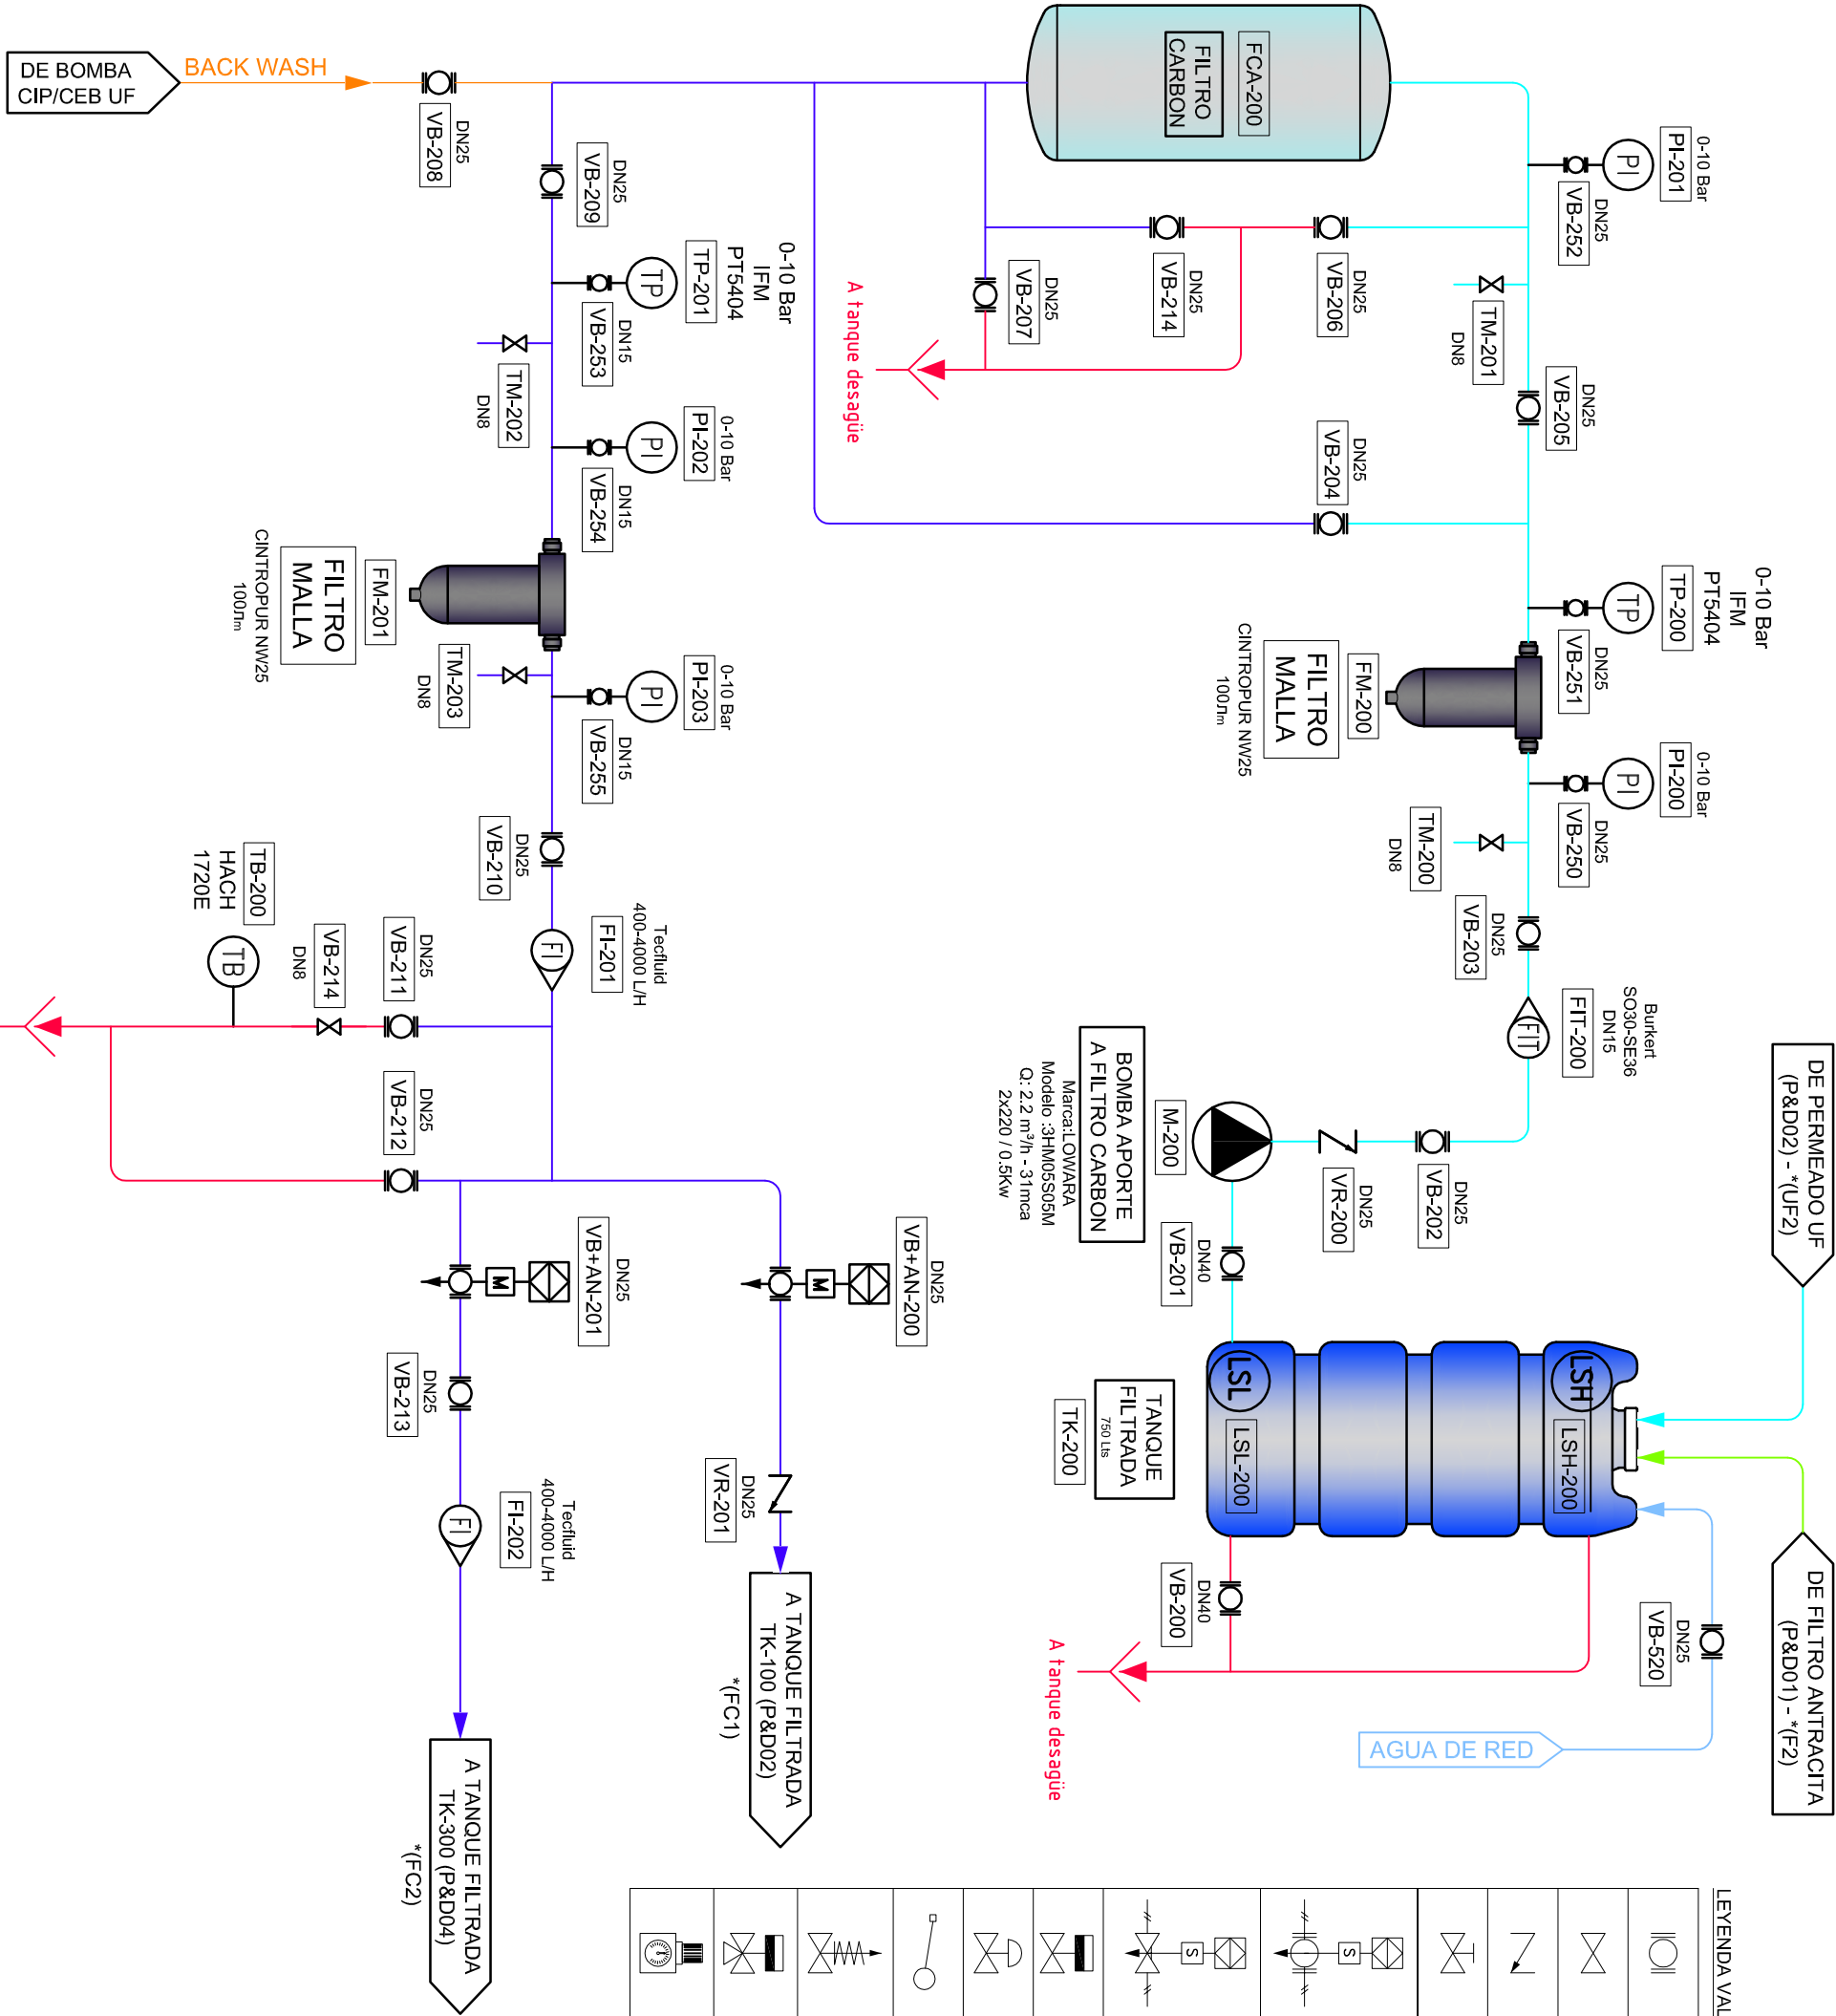 DE BOMBA
CIP/CEB UF
BACK WASH
DN25
VB-208
DN25
VB-209
FCA-200
FILTRO
CARBON
0-10 Bar
PI-201
PI
DN25
VB-252
0-10 Bar
IFM
PT5404
TP-201
TP
DN15
VB-253
TM-202
DN8
0-10 Bar
PI-202
PI
DN15
VB-254
DN25
VB-207
DN25
VB-214
DN25
VB-206
A tanque desagüe
TM-201
DN8
DN25
VB-205
DN25
VB-204
FM-201
FILTRO
MALLA
CINTROPUR NW25
TM-203
DN8
0-10 Bar
PI-203
PI
DN15
VB-255
DN25
VB-210
0-10 Bar
IFM
PT5404
TP-200
TP
DN25
VB-251
FM-200
FILTRO
MALLA
CINTROPUR NW25
0-10 Bar
PI-200
PI
DN25
VB-250
TM-200
DN8
DN25
VB-203
Burkert
SO30-SE36
DN15
FIT-200
FIT
Tecfluid
400-4000 L/H
FI-201
FI
TB-200
HACH
1720E
TB
VB-214
DN8
DN25
VB-211
DN25
VB-212
BOMBA APORTE
A FILTRO CARBON
Marca:LOWARA
Modelo :3HM05S05M
Q: 2.2 m³/h - 31mca
2x220 / 0.5Kw
M-200
DN25
VR-200
DN25
VB-202
DN40
VB-201
DE PERMEADO UF
(P&D02) - *(UF2)
DN25
VB+AN-201
M
DN25
VB+AN-200
M
DN25
VB-213
DN25
VR-201
Tecfluid
400-4000 L/H
FI-202
FI
LSL
LSL-200
LSH
LSH-200
TANQUE
FILTRADA
750 Lts
TK-200
DN40
VB-200
DN25
VB-520
DE FILTRO ANTRACITA
(P&D01) - *(F2)
A tanque desagüe
AGUA DE RED
A TANQUE FILTRADA
TK-100 (P&D02)
*(FC1)
A TANQUE FILTRADA
TK-300 (P&D04)
*(FC2)
LEYENDA VAL
S
S